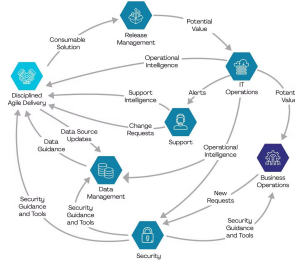 Release
Management
Consumable
Solution
Potential
Value
Operational
Intelligence
IT
Operations
Disciplined
Agile Delivery
Support
Intelligence
Alerts
Potent
Value
Change
Requests
Support
Data Source
Updates
Data
Guidance
Operational
Intelligence
Business
Operations
Data
Management
New
Requests
Security
Guidance
and Tools
Security
Guidance
and Tools
Security
Guidance
and Tools
Security